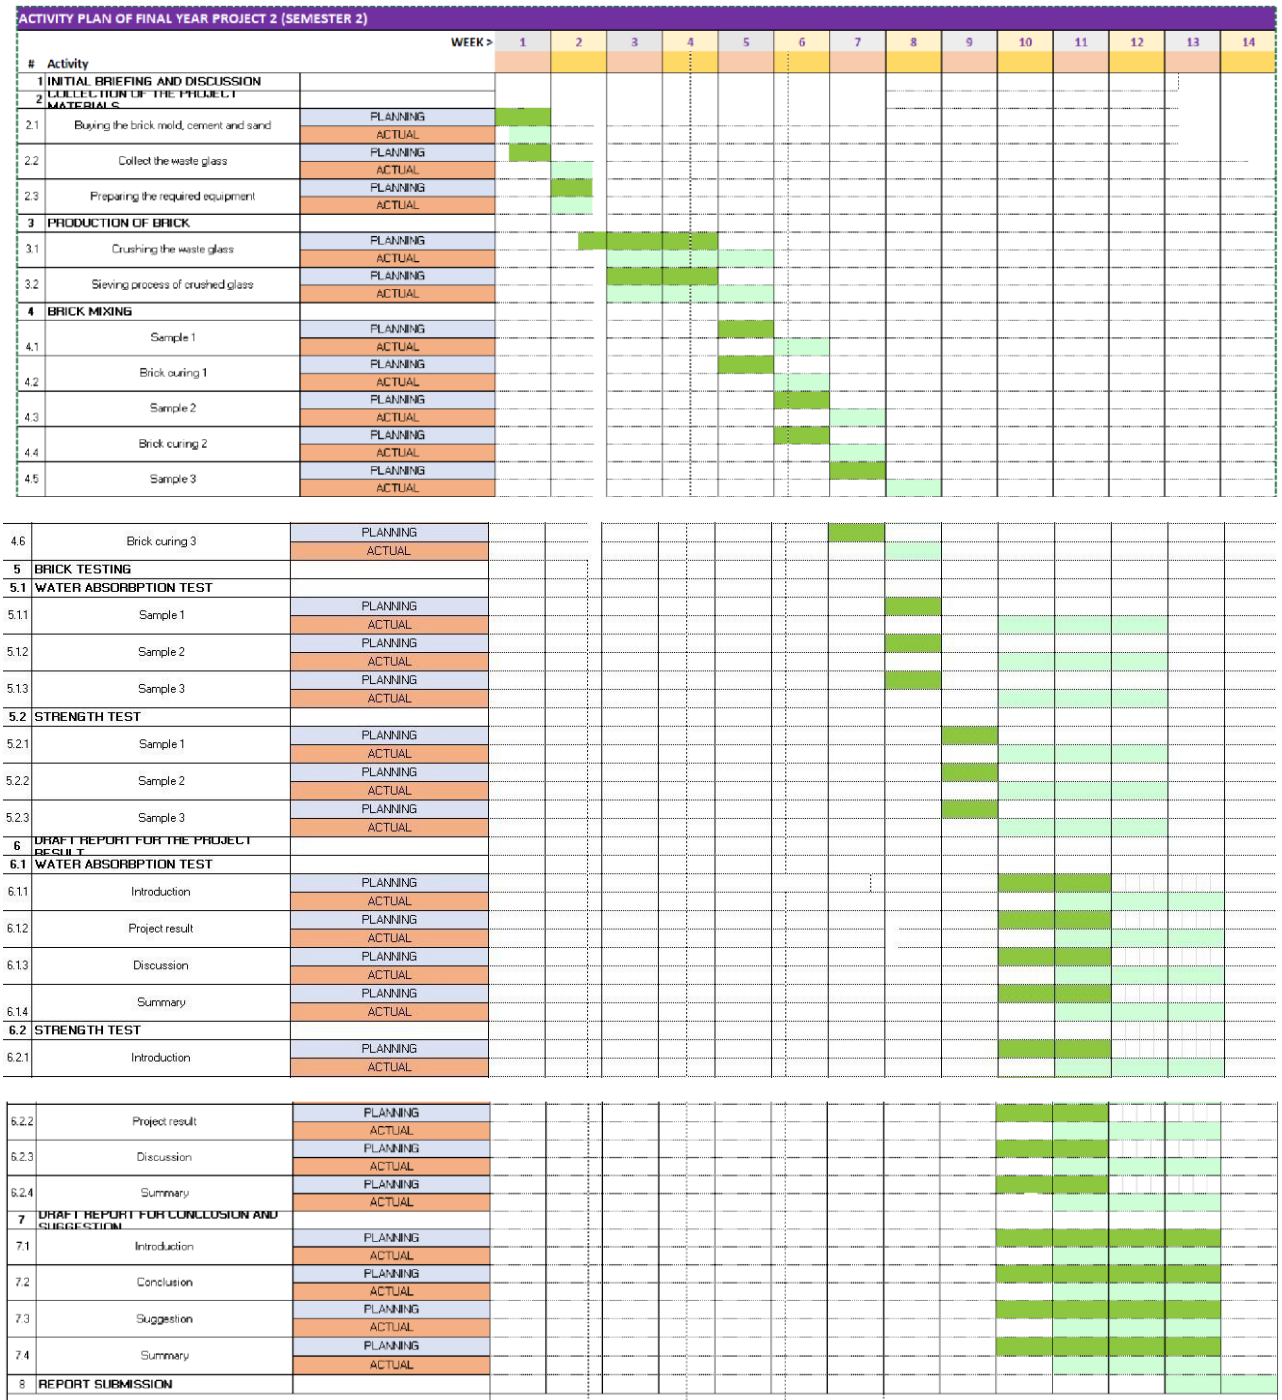 ACTIVITY PLAN OF FINAL YEAR PROJECT 2 (SEMESTER 2)
WEEK > 1 2 3 4 5 6 7 8 9 10 11 12 13 14
# Activity
1 INITIAL BRIEFING AND DISCUSSION
2 COLLECTION OF THE PROJECT
MATERIALS
2.1 Buying the brick mold, cement and sand PLANNING
ACTUAL
2.2 Collect the waste glass PLANNING
ACTUAL
2.3 Preparing the required equipment PLANNING
ACTUAL
3 PRODUCTION OF BRICK
3.1 Crushing the waste glass PLANNING
ACTUAL
3.2 Sieving process of crushed glass PLANNING
ACTUAL
4 BRICK MIXING
4.1 Sample 1 PLANNING
ACTUAL
4.2 Brick curing 1 PLANNING
ACTUAL
4.3 Sample 2 PLANNING
ACTUAL
4.4 Brick curing 2 PLANNING
ACTUAL
4.5 Sample 3 PLANNING
ACTUAL
4.6 Brick curing 3 PLANNING
ACTUAL
5 BRICK TESTING
5.1 WATER ABSORBPTION TEST
5.1.1 Sample 1 PLANNING
ACTUAL
5.1.2 Sample 2 PLANNING
ACTUAL
5.1.3 Sample 3 PLANNING
ACTUAL
5.2 STRENGTH TEST
5.2.1 Sample 1 PLANNING
ACTUAL
5.2.2 Sample 2 PLANNING
ACTUAL
5.2.3 Sample 3 PLANNING
ACTUAL
6 DRAFT REPORT FOR THE PROJECT
RESULT
6.1 WATER ABSORBPTION TEST
6.1.1 Introduction PLANNING
ACTUAL
6.1.2 Project result PLANNING
ACTUAL
6.1.3 Discussion PLANNING
ACTUAL
6.1.4 Summary PLANNING
ACTUAL
6.2 STRENGTH TEST
6.2.1 Introduction PLANNING
ACTUAL
6.2.2 Project result PLANNING
ACTUAL
6.2.3 Discussion PLANNING
ACTUAL
6.2.4 Summary PLANNING
ACTUAL
7 DRAFT REPORT FOR CONCLUSION AND
SUGGESTION
7.1 Introduction PLANNING
ACTUAL
7.2 Conclusion PLANNING
ACTUAL
7.3 Suggestion PLANNING
ACTUAL
7.4 Summary PLANNING
ACTUAL
8 REPORT SUBMISSION